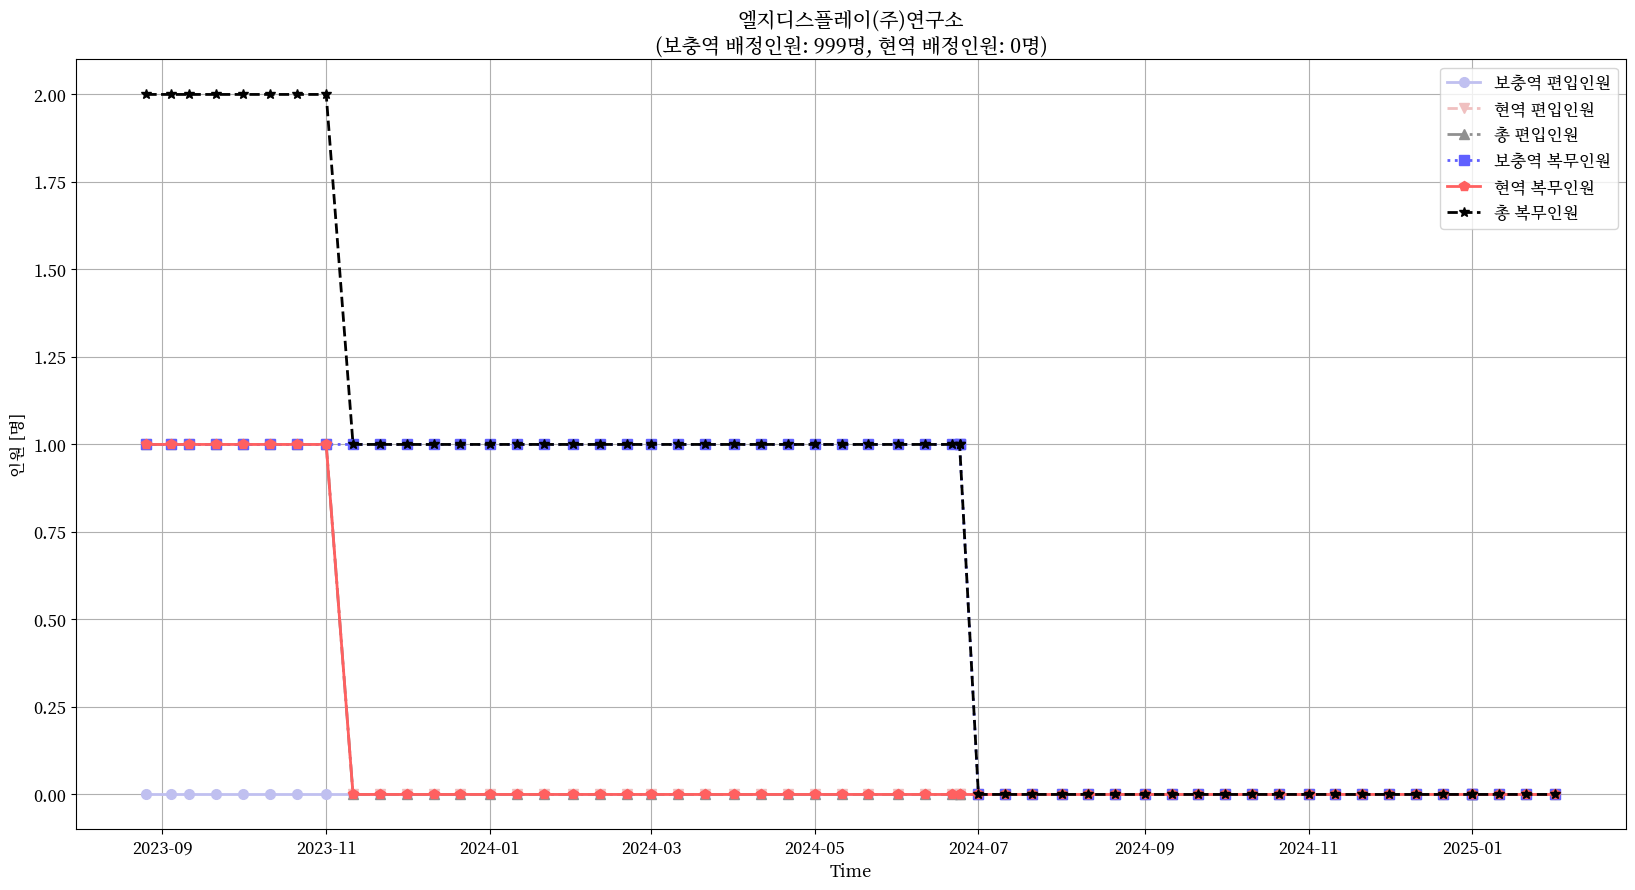 엘지디스플레이(주)연구소
(보충역 배정인원: 999명, 현역 배정인원: 0명)
보충역 편입인원
현역 편입인원
총 편입인원
보충역 복무인원
현역 복무인원
총 복무인원
인원 [명]
2.00
1.75
1.50
1.25
1.00
0.75
0.50
0.25
0.00
2023-09
2023-11
2024-01
2024-03
2024-05
2024-07
2024-09
2024-11
2025-01
Time